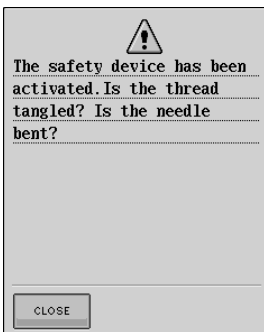 The safety device has been
activated.Is the thread
tangled? Is the needle
bent?
CLOSE